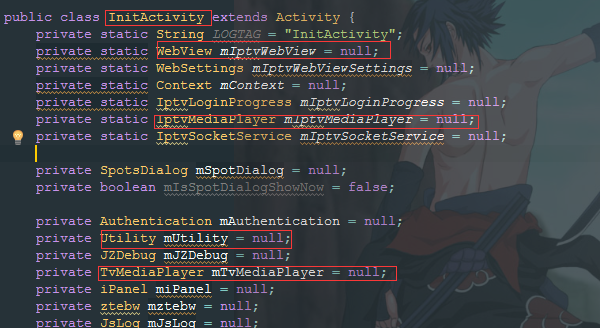 public class InitActivity extends Activity {
private static String LOGTAG = "InitActivity";
private static WebView mIptvWebView = null;
private static WebSettings mIptvWebViewSettings = null;
private static Context mContext = null;
private static IptvLoginProgress mIptvLoginProgress = null;
private static IptvMediaPlayer mIptvMediaPlayer = null;
private static IptvSocketService mIptvSocketService = null;
private SpotsDialog mSpotDialog = null;
private boolean mIsSpotDialogShowNow = false;
private Authentication mAuthentication = null;
private Utility mUtility = null;
private JZDebug mJZDebug = null;
private TvMediaPlayer mTvMediaPlayer = null;
private iPanel miPanel = null;
private ztebw mztebw = null;
private JsLog mJsLog = null;